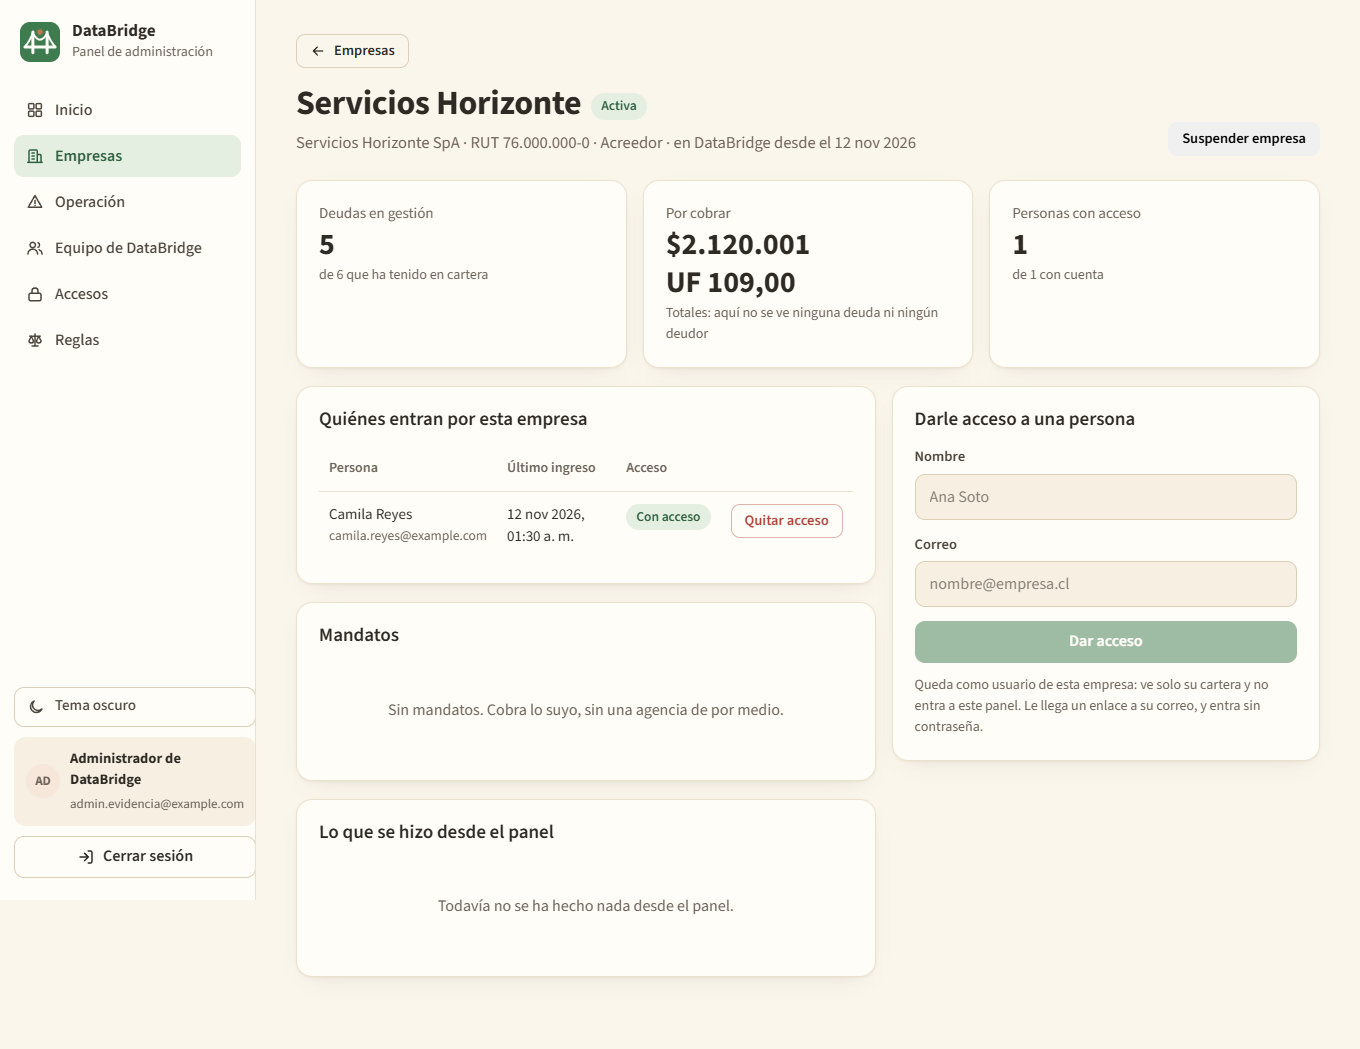 DataBridge
Panel de administración
Inicio
Empresas
Operación
Equipo de DataBridge
Accesos
Reglas
Tema oscuro
AD
Administrador de
DataBridge
admin.evidencia@example.com
Cerrar sesión
Empresas
Servicios Horizonte
Activa
Servicios Horizonte SpA · RUT 76.000.000-0 · Acreedor · en DataBridge desde el 12 nov 2026
Suspender empresa
Deudas en gestión
5
de 6 que ha tenido en cartera
Por cobrar
$2.120.001
UF 109,00
Totales: aquí no se ve ninguna deuda ni ningún
deudor
Personas con acceso
1
de 1 con cuenta
Quiénes entran por esta empresa
Persona Último ingreso Acceso
Camila Reyes
camila.reyes@example.com
12 nov 2026,
01:30 a. m.
Con acceso
Quitar acceso
Mandatos
Sin mandatos. Cobra lo suyo, sin una agencia de por medio.
Lo que se hizo desde el panel
Todavía no se ha hecho nada desde el panel.
Darle acceso a una persona
Nombre
Ana Soto
Correo
nombre@empresa.cl
Dar acceso
Queda como usuario de esta empresa: ve solo su cartera y no
entra a este panel. Le llega un enlace a su correo, y entra sin
contraseña.